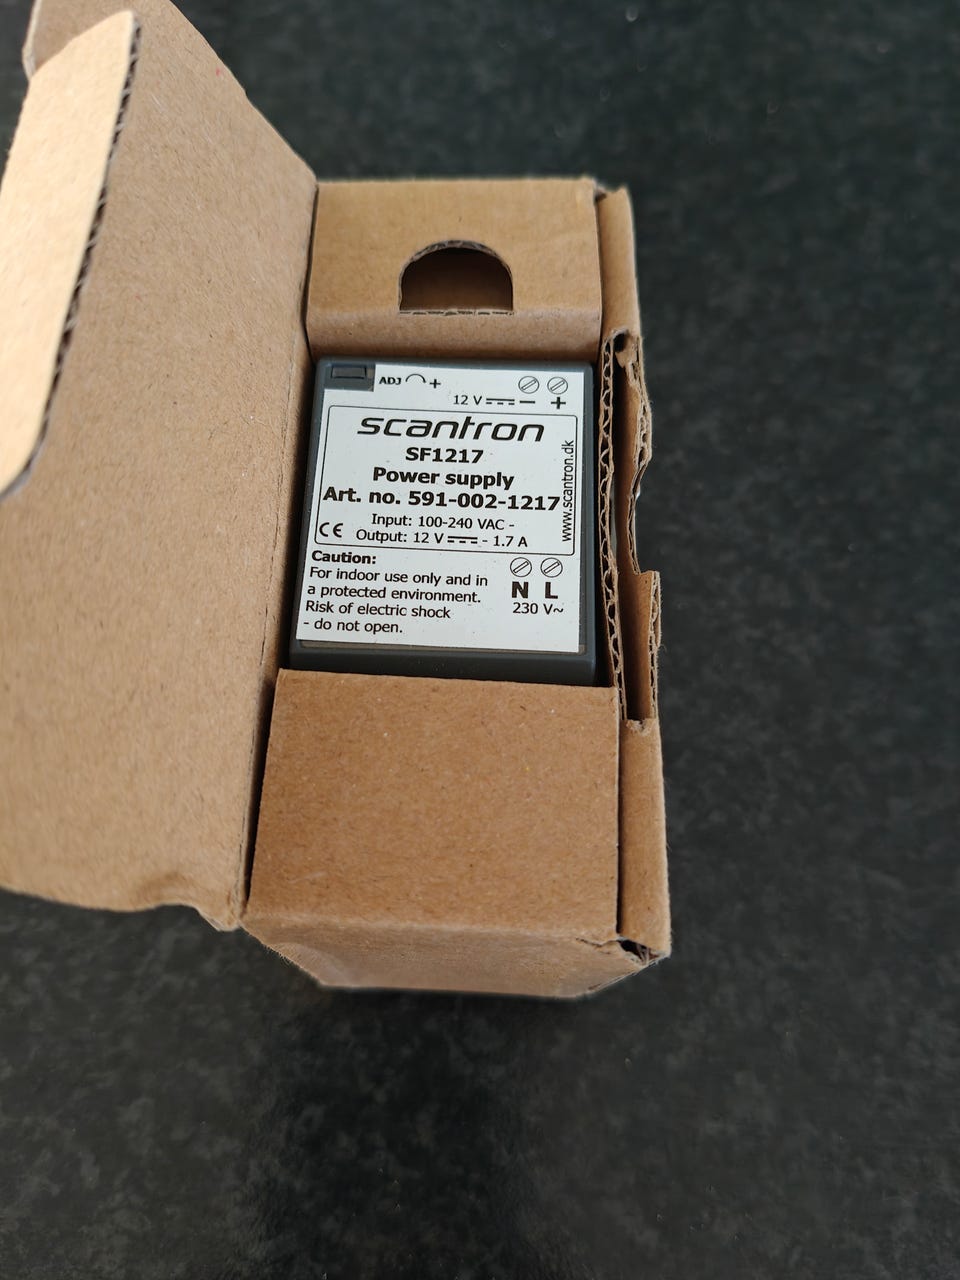 ADJ +
12 V - +
scantron
SF1217
Power supply
Art. no. 591-002-1217
www.scantron.dk
Input: 100-240 VAC -
CE Output: 12 V - 1.7 A
Caution:
For indoor use only and in
a protected environment.
Risk of electric shock
- do not open.
N L
230 V~